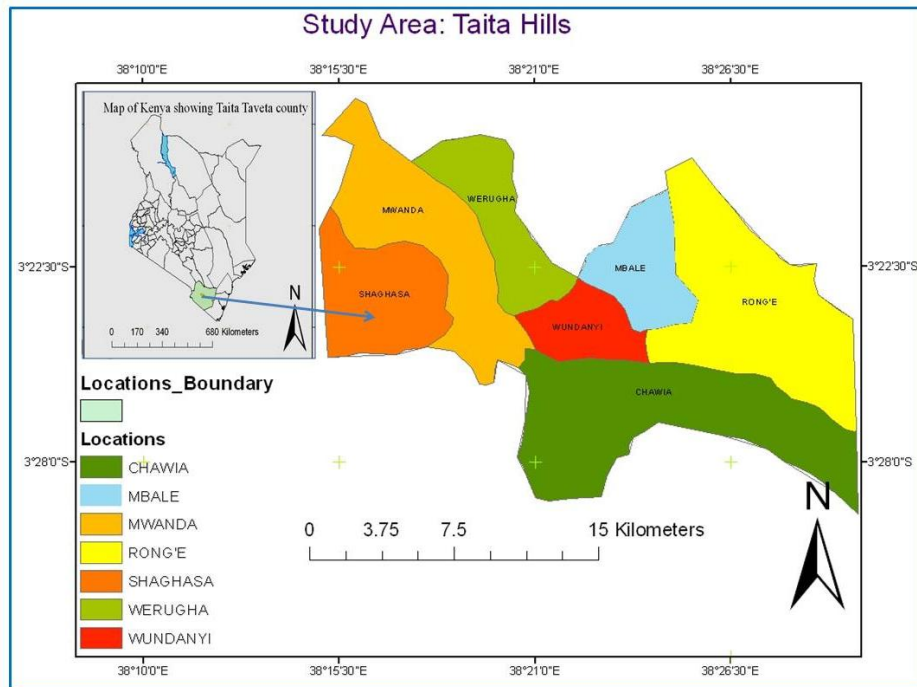 Study Area: Taita Hills
38°10'0"E 38°15'30"E 38°21'0"E 38°26'30"E
Map of Kenya showing Taita Taveta county
N
0 170 340 680 Kilometers
3°22'30"S 3°22'30"S
3°28'0"S 3°28'0"S
MWANDA
WERUGHA
SHAGHASA
MBALE
RONG'E
WUNDANYI
CHAWIA
Locations_Boundary
Locations
CHAWIA
MBALE
MWANDA
RONG'E
SHAGHASA
WERUGHA
WUNDANYI
0 3.75 7.5 15 Kilometers
N
38°10'0"E 38°15'30"E 38°21'0"E 38°26'30"E